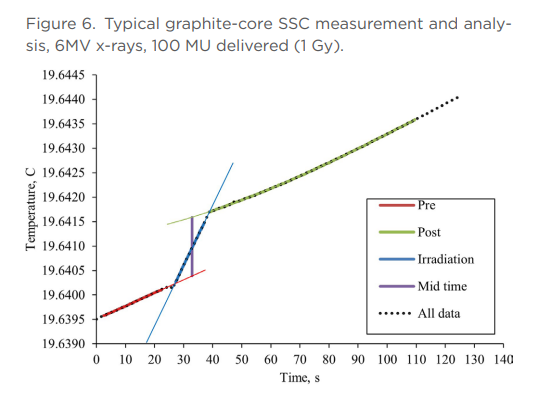 Figure 6. Typical graphite-core SSC measurement and analy-
sis, 6MV x-rays, 100 MU delivered (1 Gy).
19.6445
19.6440
19.6435
19.6430
19.6425
19.6420
19.6415
19.6410
19.6405
19.6400
19.6395
19.6390
Temperature, C
Pre
Post
Irradiation
Mid time
All data
0 10 20 30 40 50 60 70 80 90 100 110 120 130 140
Time, s